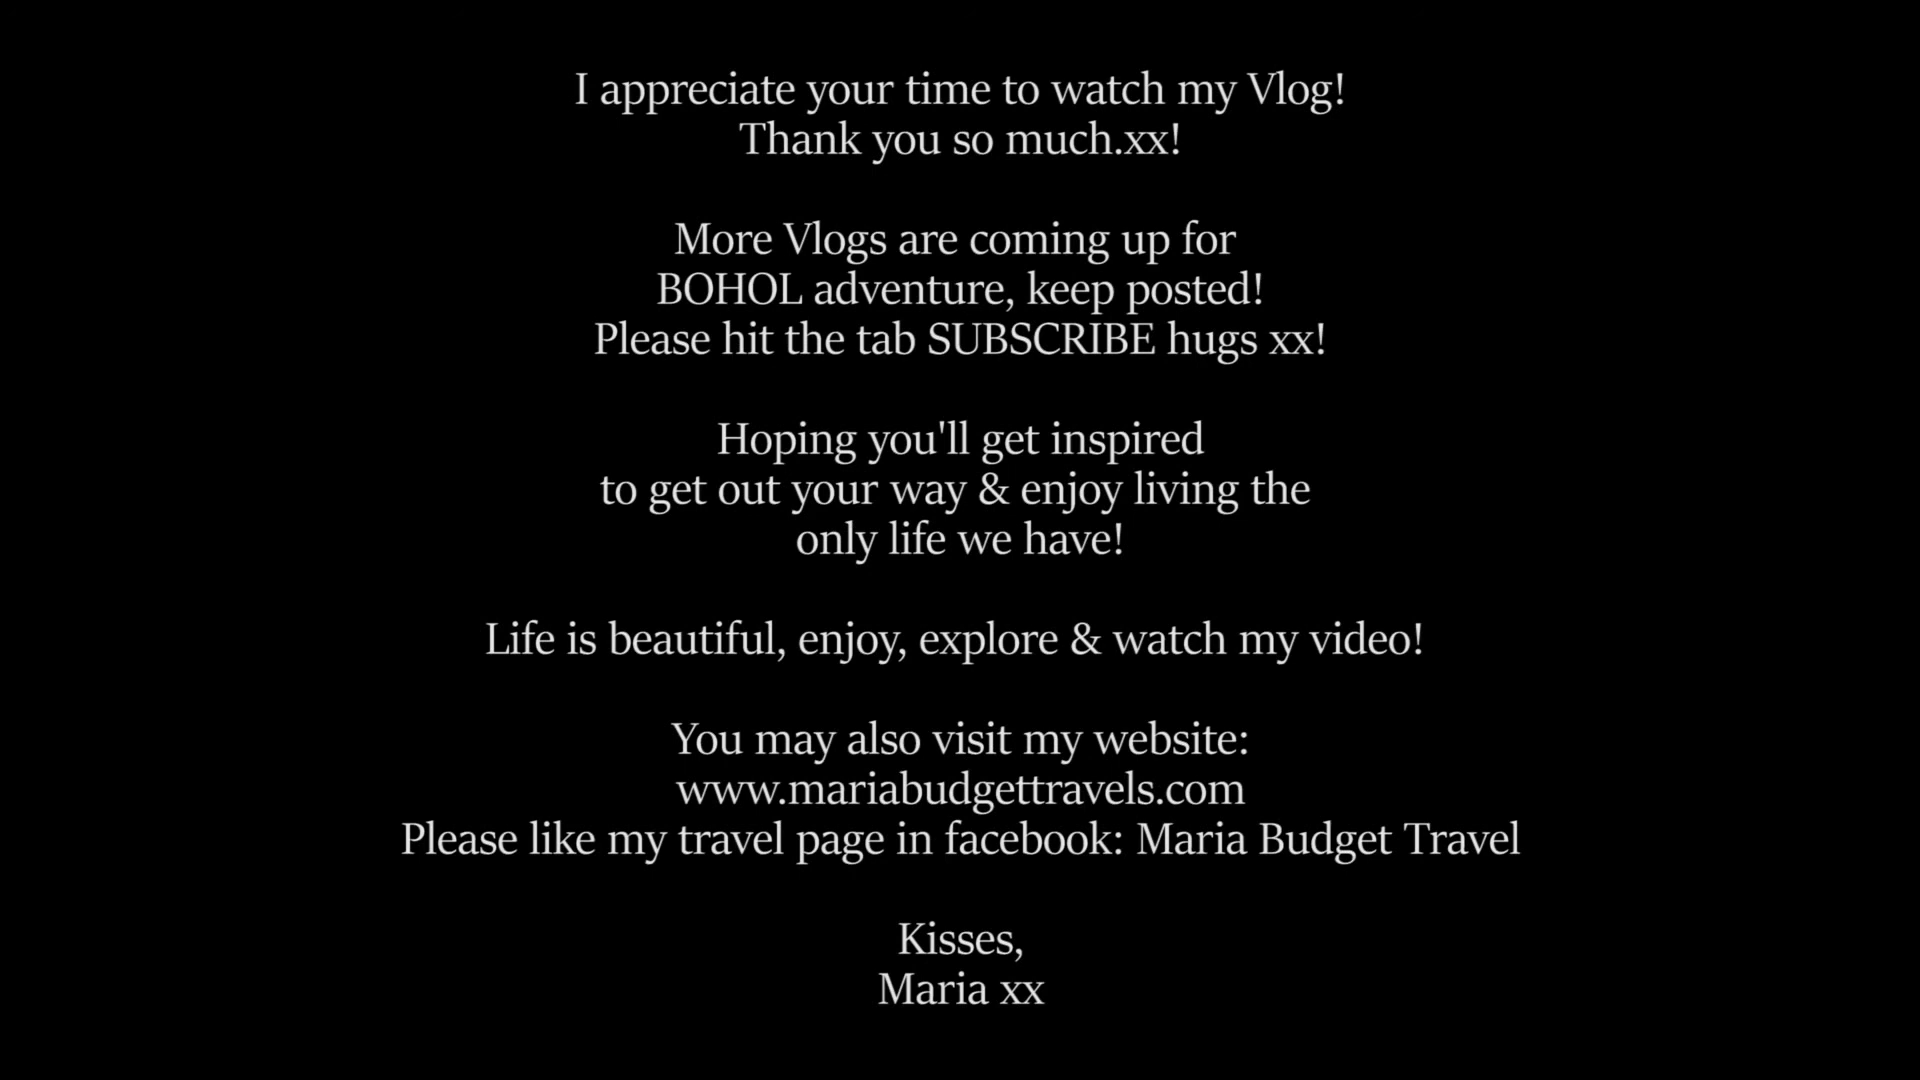 I appreciate your time to watch my Vlog!
Thank you so much.xx!
More Vlogs are coming up for
BOHOL adventure, keep posted!
Please hit the tab SUBSCRIBE hugs xx!
Hoping you'll get inspired
to get out your way & enjoy living the
only life we have!
Life is beautiful, enjoy, explore & watch my video!
You may also visit my website:
www.mariabudgettravels.com
Please like my travel page in facebook: Maria Budget Travel
Kisses,
Maria xx